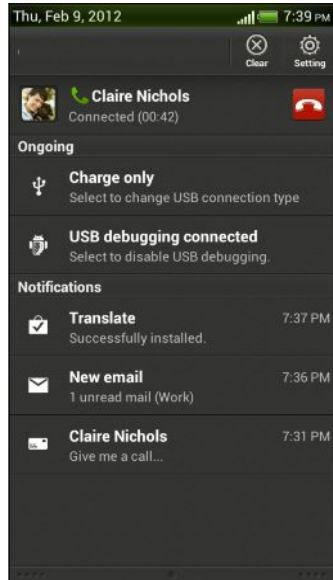 Thu, Feb 9, 2012 7:39 PM
Clear Setting
Claire Nichols
Connected (00:42)
Ongoing
Charge only
Select to change USB connection type
USB debugging connected
Select to disable USB debugging.
Notifications
Translate 7:37 PM
Successfully installed.
New email 7:36 PM
1 unread mail (Work)
Claire Nichols 7:31 PM
Give me a call...